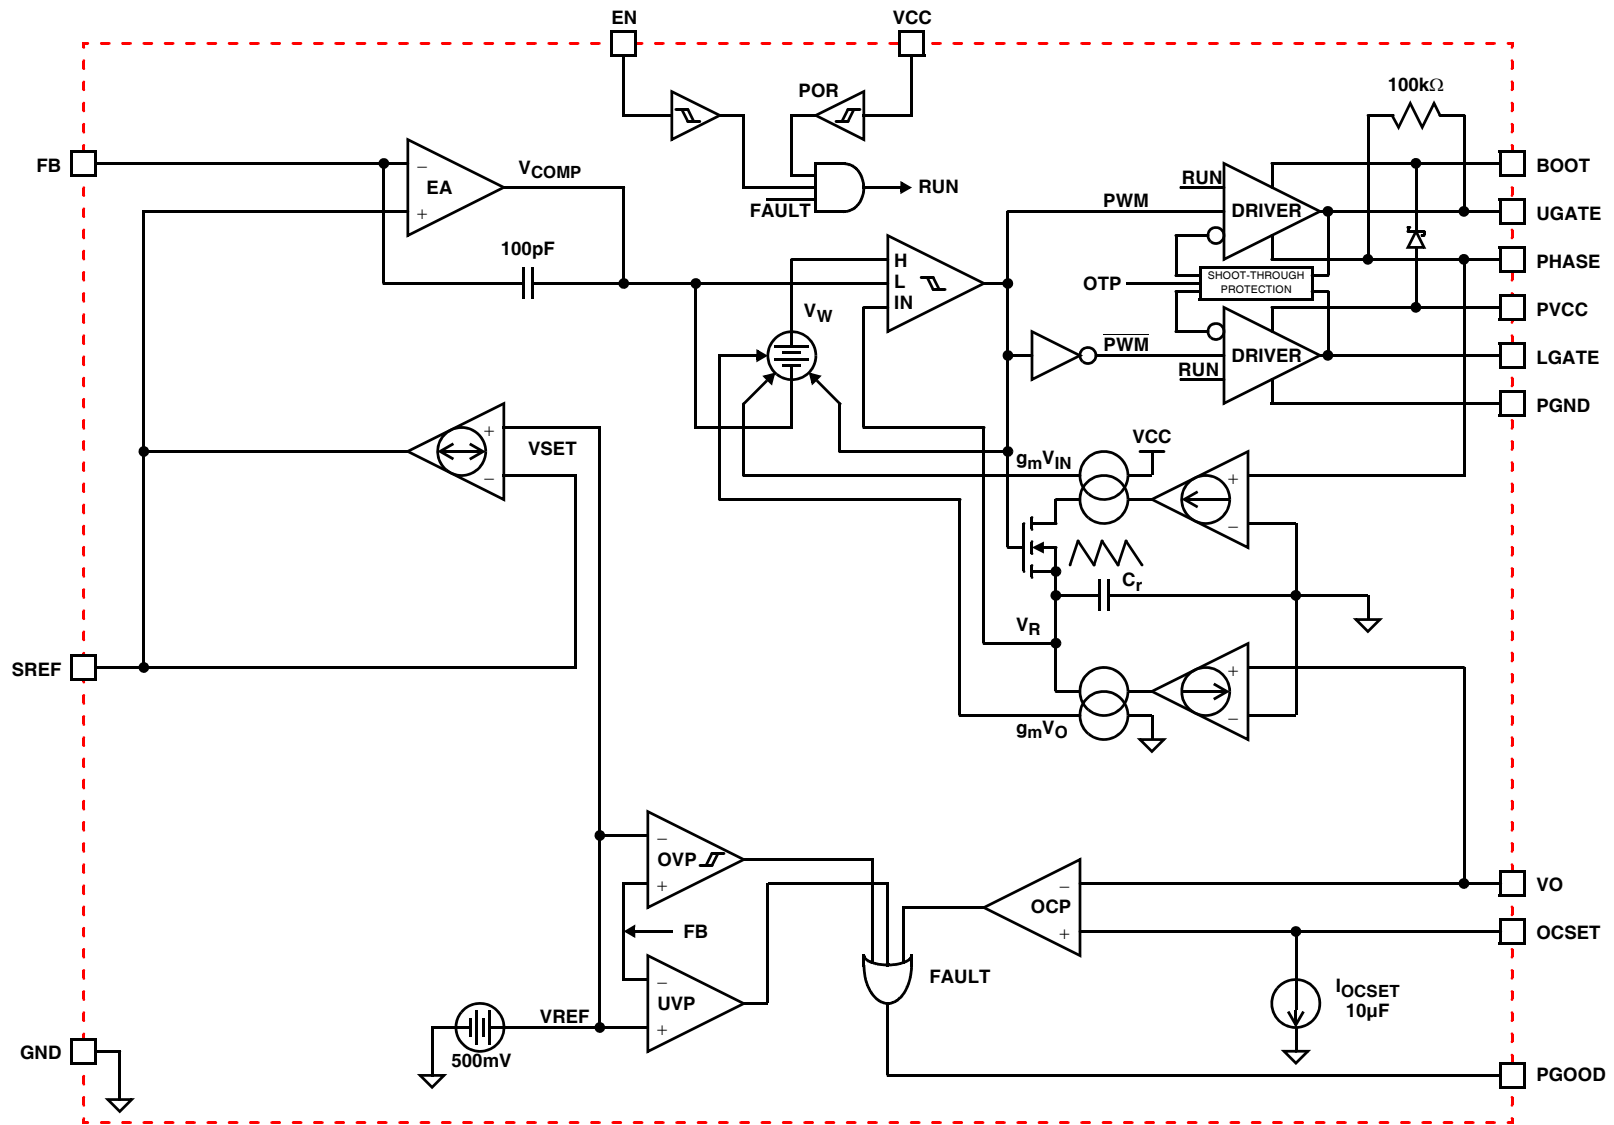 EN
VCC
POR
100kΩ
FB
−
EA
+
VCOMP
100pF
FAULT
RUN
H
L
IN
VW
PWM
RUN
DRIVER
OTP
SHOOT-THROUGH
PROTECTION
PWM
DRIVER
RUN
BOOT
UGATE
PHASE
PVCC
LGATE
PGND
+
VSET
−
gmVIN
VCC
+
−
Cr
VR
+
−
gmVO
SREF
−
OVP
+
FB
−
UVP
+
VREF
500mV
FAULT
−
OCP
+
IOCSET
10µF
VO
OCSET
PGOOD
GND